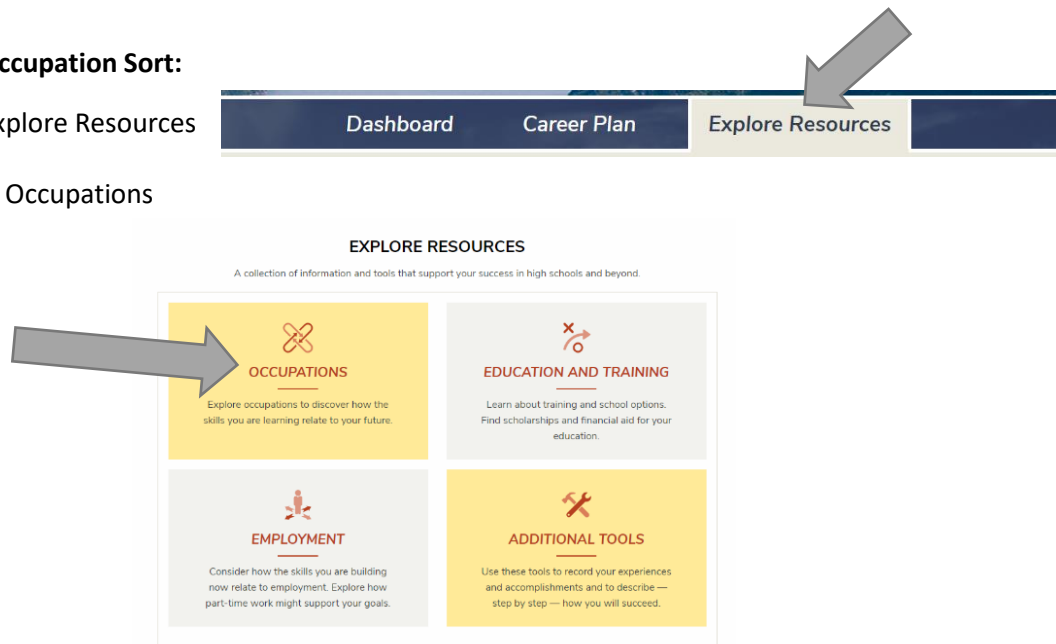 ccupation Sort:
xplore Resources
Dashboard Career Plan Explore Resources
Occupations
EXPLORE RESOURCES
A collection of information and tools that support your success in high schools and beyond.
OCCUPATIONS
Explore occupations to discover how the
skills you are learning relate to your future.
EDUCATION AND TRAINING
Learn about training and school options.
Find scholarships and financial aid for your
education.
EMPLOYMENT
Consider how the skills you are building
now relate to employment. Explore how
part-time work might support your goals.
ADDITIONAL TOOLS
Use these tools to record your experiences
and accomplishments and to describe —
step by step — how you will succeed.